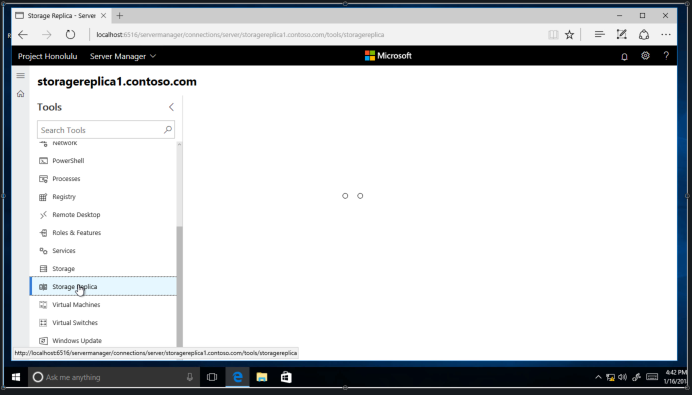 Storage Replica - Server
localhost:6516/servermanager/connections/server/storagereplica1.contoso.com/tools/storagereplica
Project Honolulu Server Manager Microsoft
storagereplica1.contoso.com
Tools
Search Tools
Network
PowerShell
Processes
Registry
Remote Desktop
Roles & Features
Services
Storage
Storage Replica
Virtual Machines
Virtual Switches
Windows Update
http://localhost:6516/servermanager/connections/server/storagereplica1.contoso.com/tools/storagereplica
Ask me anything
4:42 PM
1/16/201